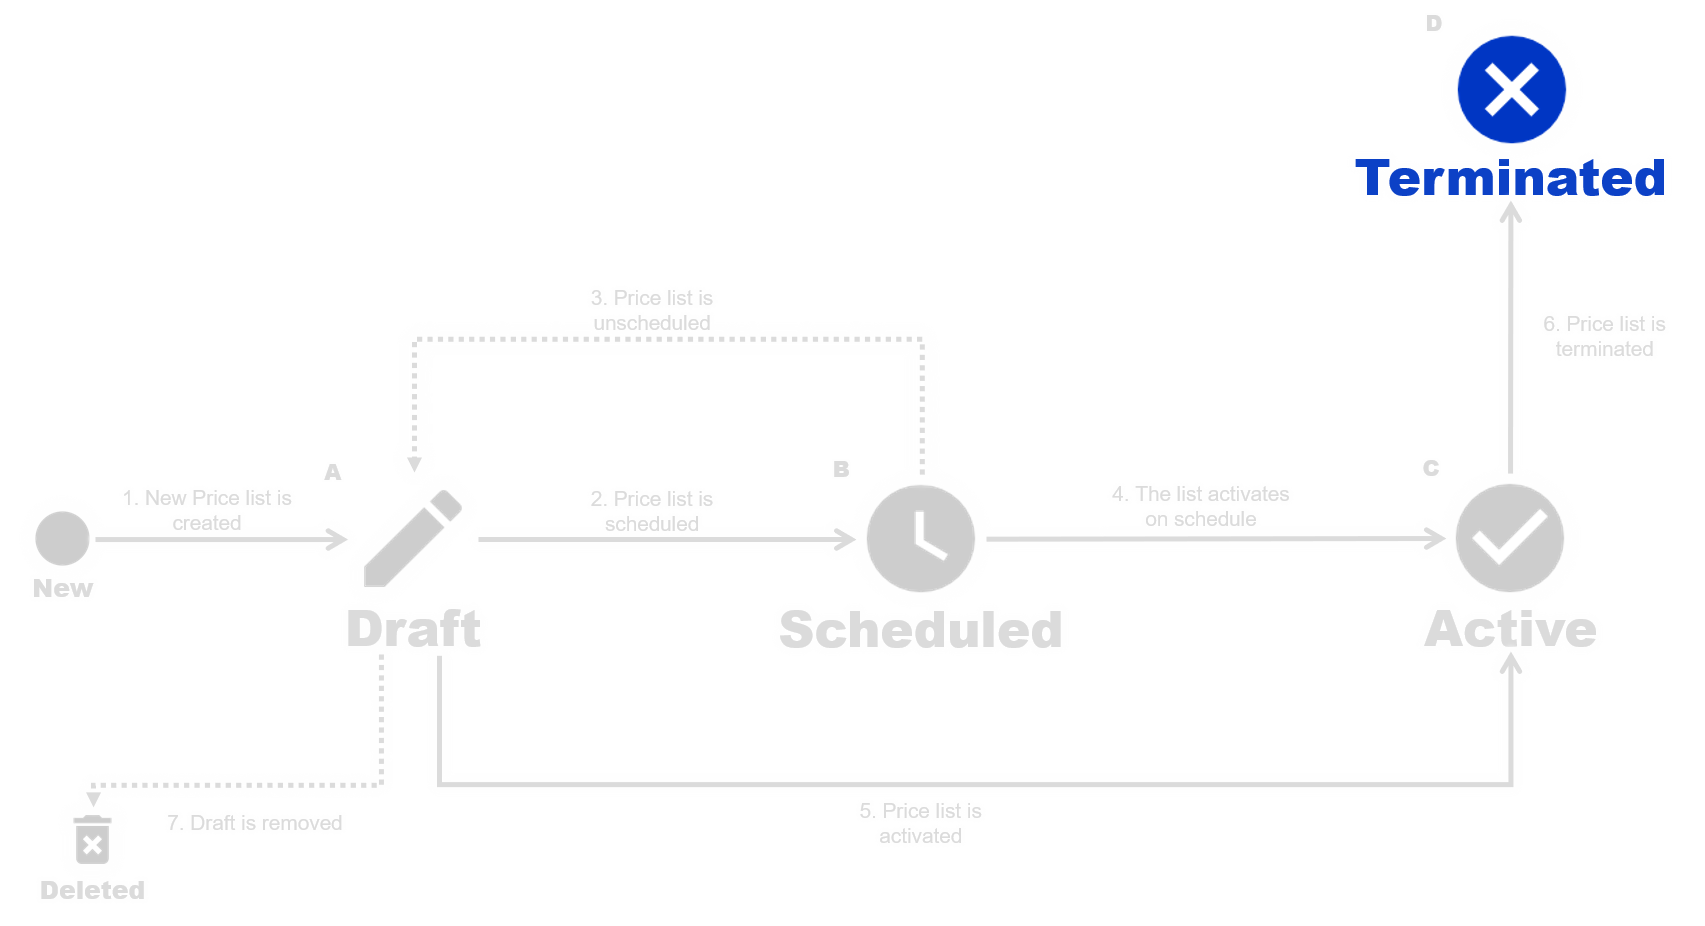 D
Terminated
3. Price list is
unscheduled
6. Price list is
terminated
A
B
C
1. New Price list is
created
2. Price list is
scheduled
4. The list activates
on schedule
New
Draft
Scheduled
Active
5. Price list is
activated
7. Draft is removed
Deleted